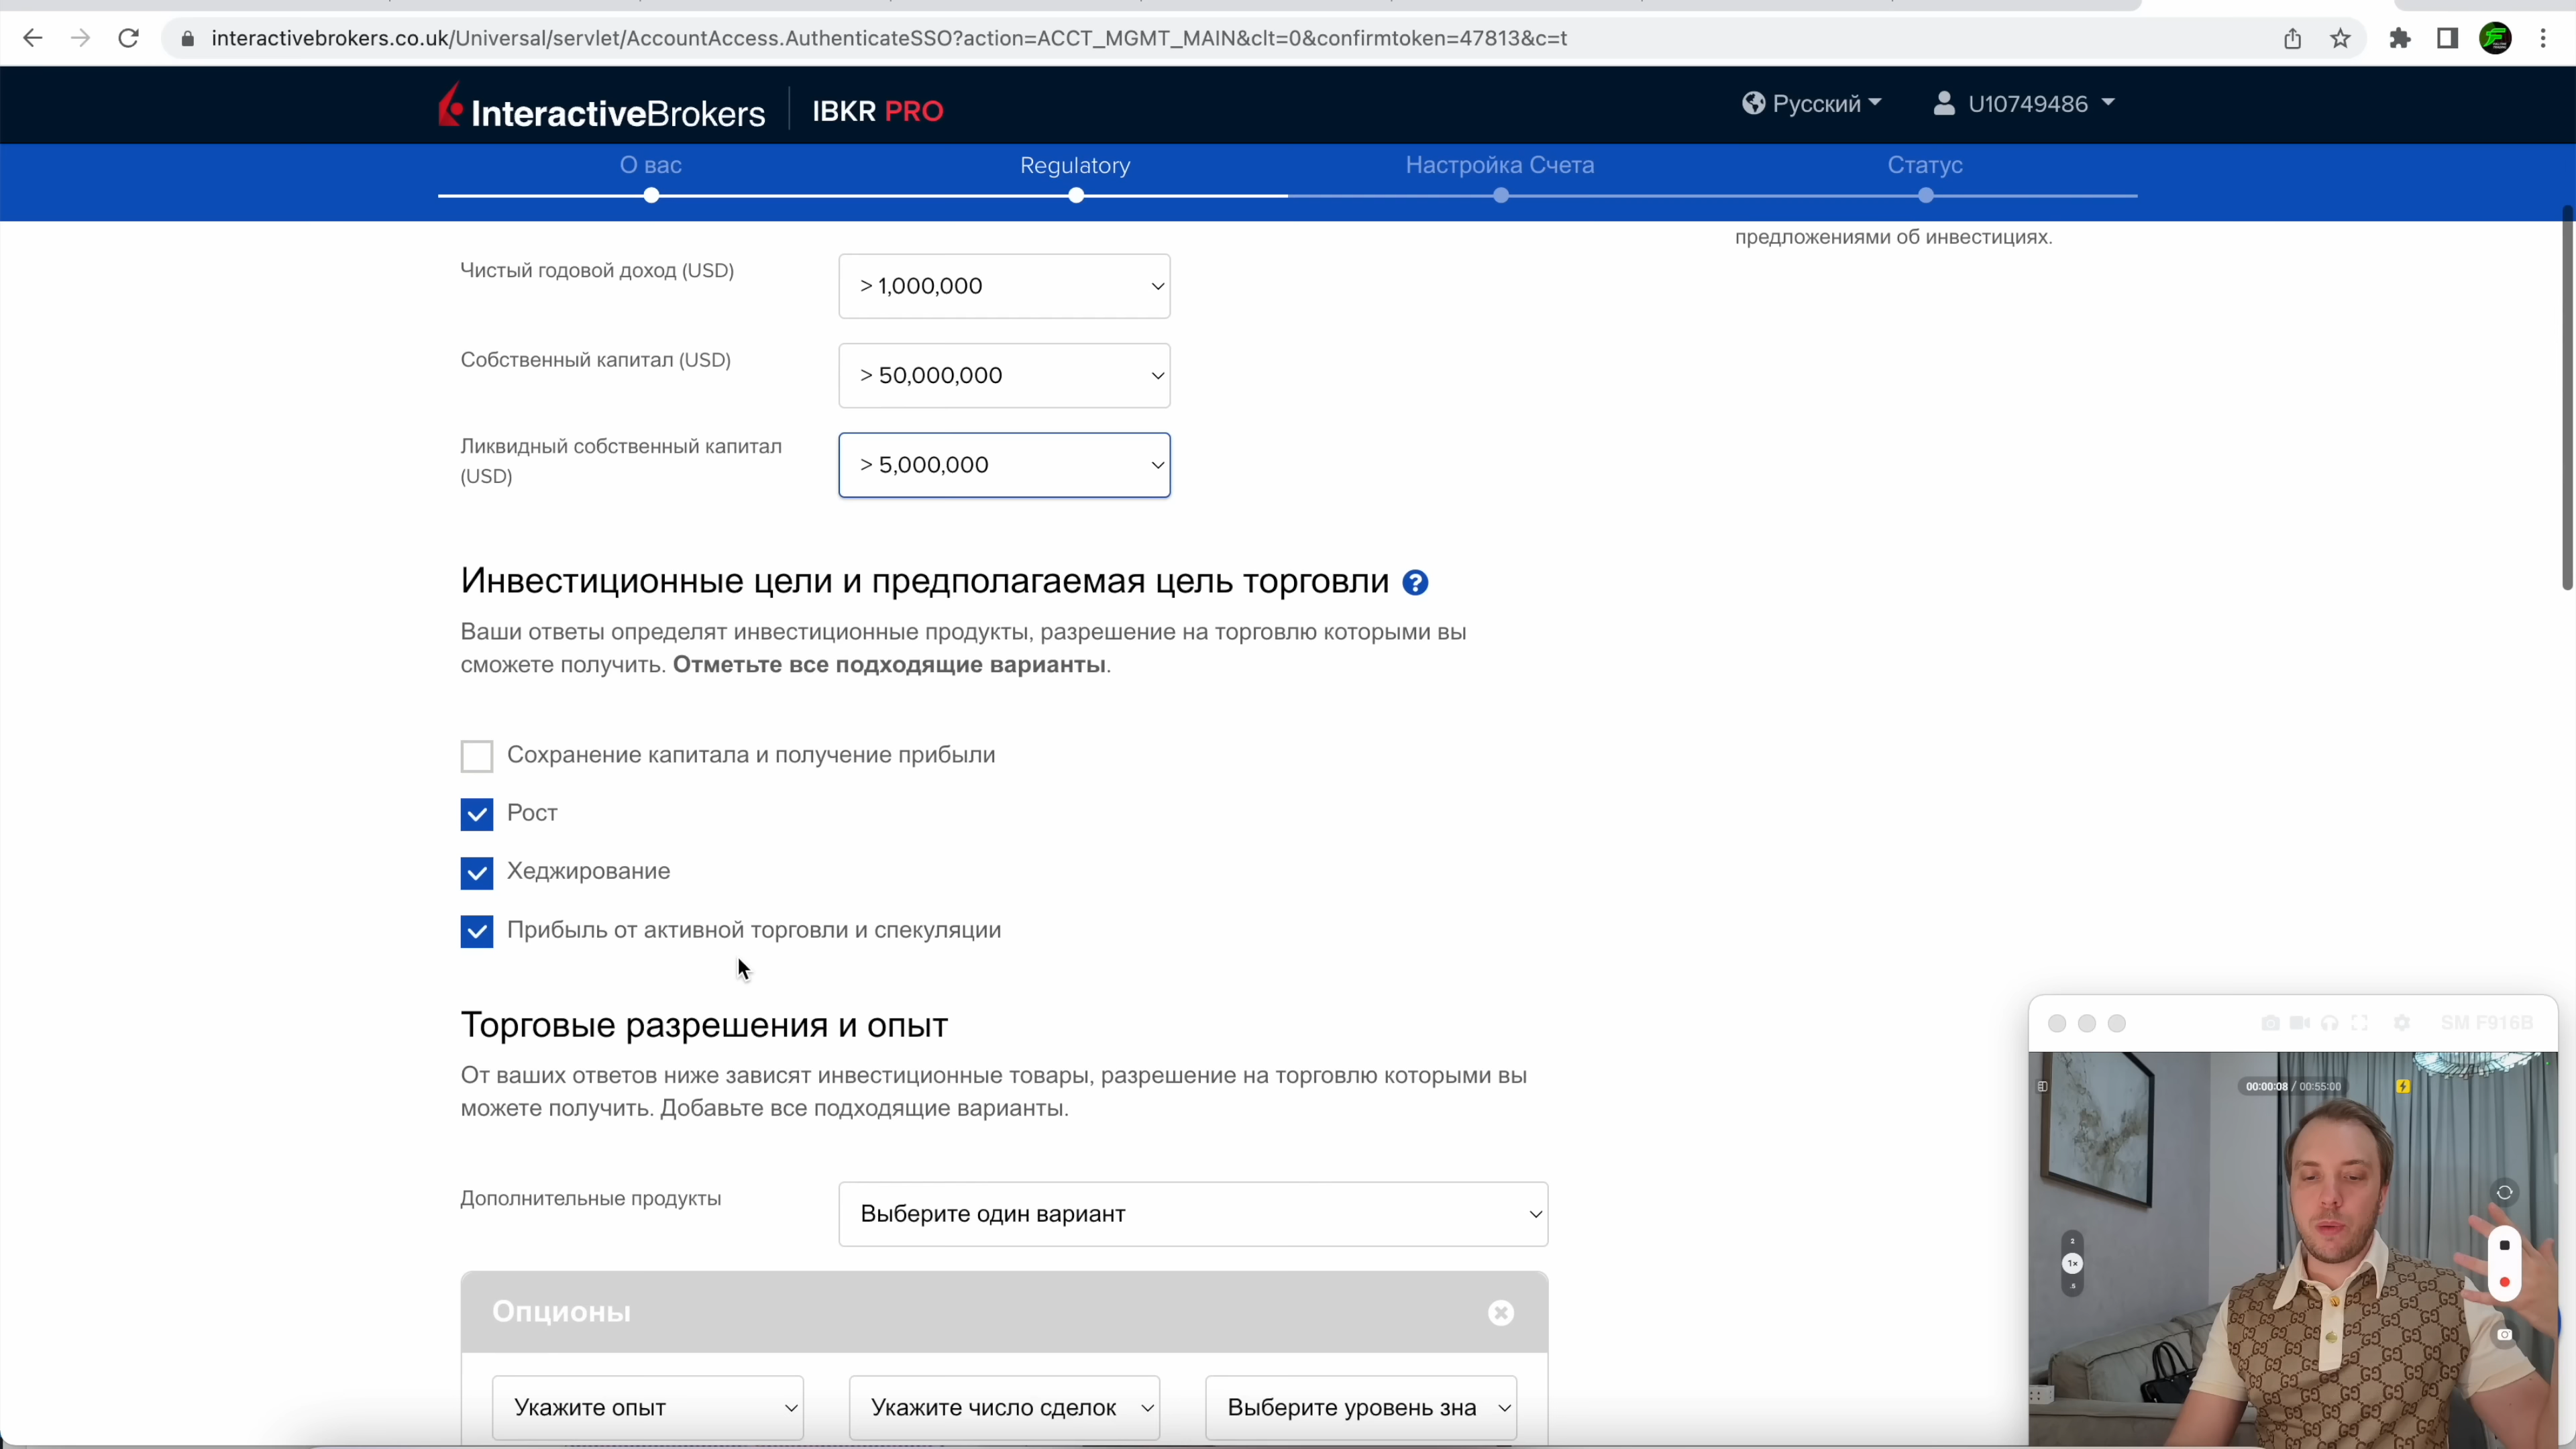 interactivebrokers.co.uk/Universal/servlet/AccountAccess.AuthenticateSSO?action=ACCT_MGMT_MAIN&clt=0&confirmtoken=47813&c=t
InteractiveBrokers
IBKR PRO
Русский
U10749486
О вас
Regulatory
Настройка Счета
Статус
предложениями об инвестициях.
Чистый годовой доход (USD)
> 1,000,000
Собственный капитал (USD)
> 50,000,000
Ликвидный собственный капитал
(USD)
> 5,000,000
Инвестиционные цели и предполагаемая цель торговли
Ваши ответы определят инвестиционные продукты, разрешение на торговлю которыми вы
сможете получить. Отметьте все подходящие варианты.
Сохранение капитала и получение прибыли
Рост
Хеджирование
Прибыль от активной торговли и спекуляции
Торговые разрешения и опыт
От ваших ответов ниже зависят инвестиционные товары, разрешение на торговлю которыми вы
можете получить. Добавьте все подходящие варианты.
Дополнительные продукты
Выберите один вариант
Опционы
Укажите опыт
Укажите число сделок
Выберите уровень зна
SM F916B
00:00:08 / 00:55:00
2
1×
.5